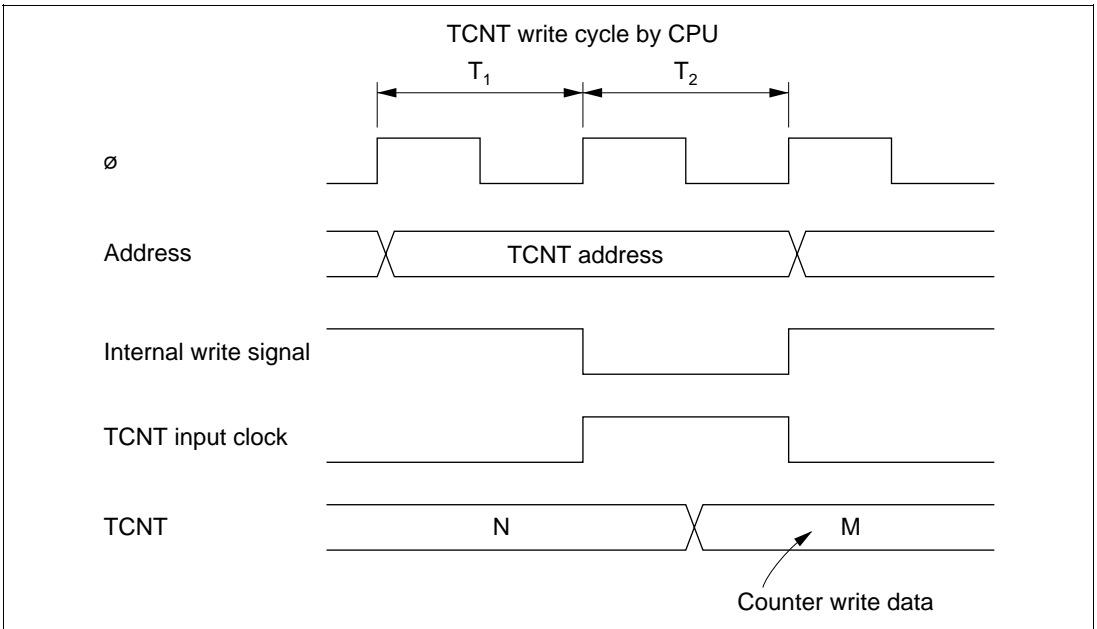 TCNT write cycle by CPU
T1 T2
ø
Address TCNT address
Internal write signal
TCNT input clock
TCNT N M
Counter write data